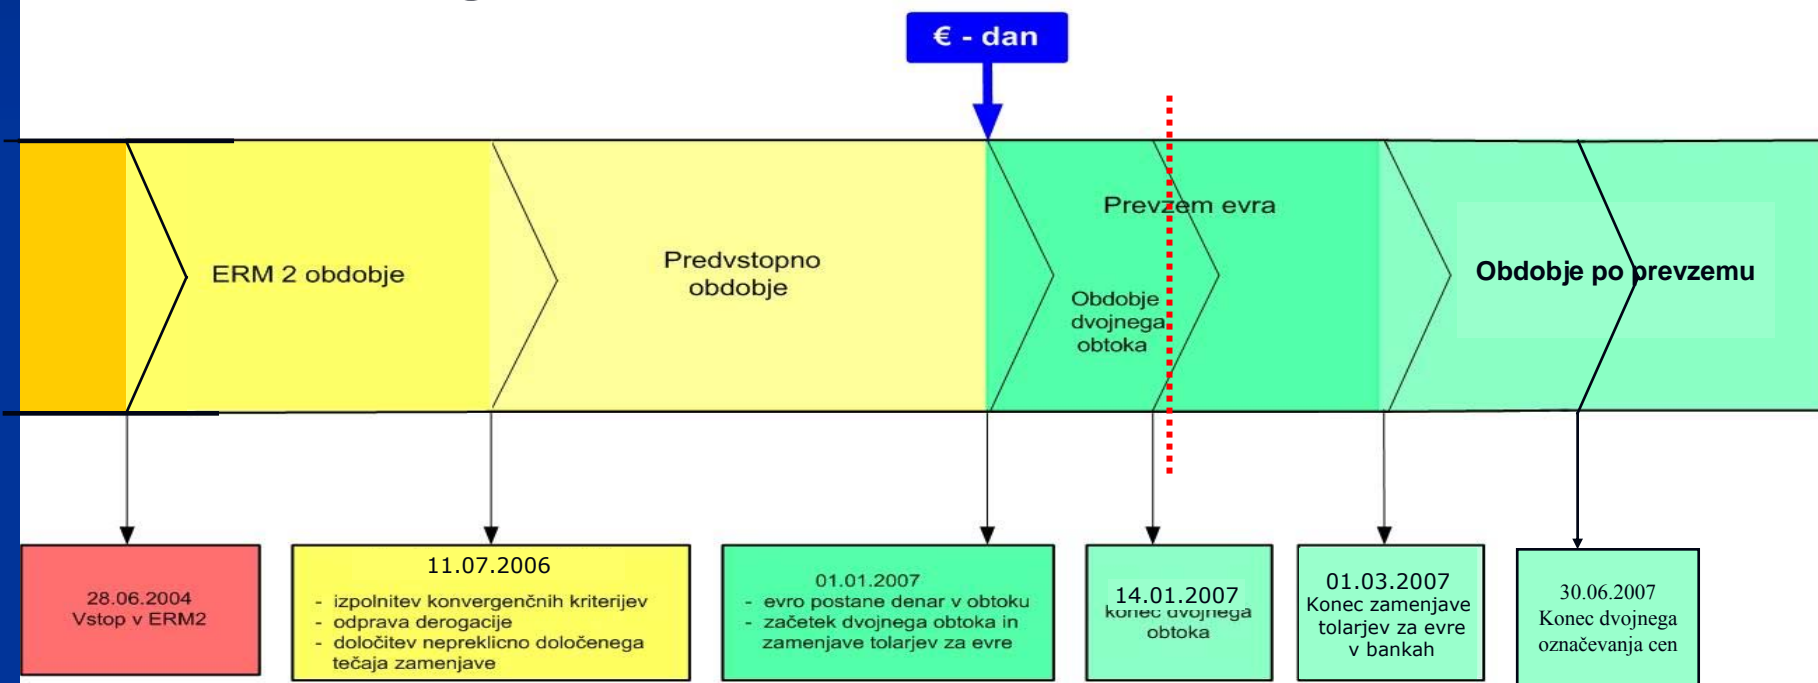 € - dan
ERM 2 obdobje
Predvstopno
obdobje
Prevzem evra
Obdobje
dvojnega
obtoka
Obdobje po prevzemu
28.06.2004
Vstop v ERM2
11.07.2006
- izpolnitev konvergenčnih kriterijev
- odprava derogacije
- določitev nepreklicno določenega
tečaja zamenjave
01.01.2007
- evro postane denar v obtoku
- začetek dvojnega obtoka in
zamenjave tolarjev za evre
14.01.2007
konec dvojnega
obtoka
01.03.2007
Konec zamenjave
tolarjev za evre
v bankah
30.06.2007
Konec dvojnega
označevanja cen